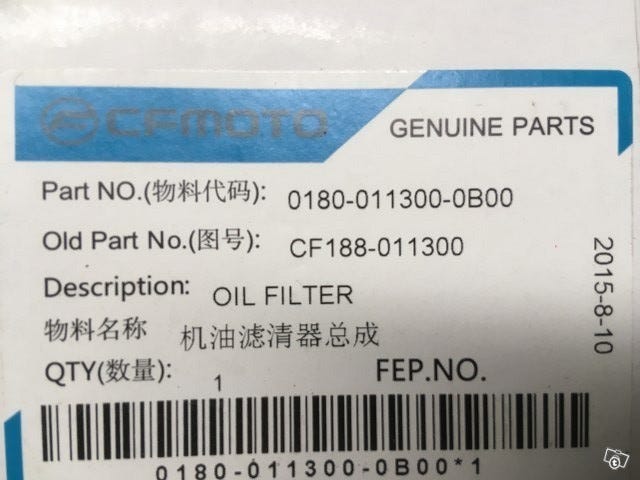 CFMOTO
GENUINE PARTS
Part NO.(物料代码): 0180-011300-0B00
Old Part No.(图号): CF188-011300
Description: OIL FILTER
物料名称 机油滤清器总成
QTY(数量): 1 FEP.NO.
0180-011300-0B00*1
2015-8-10